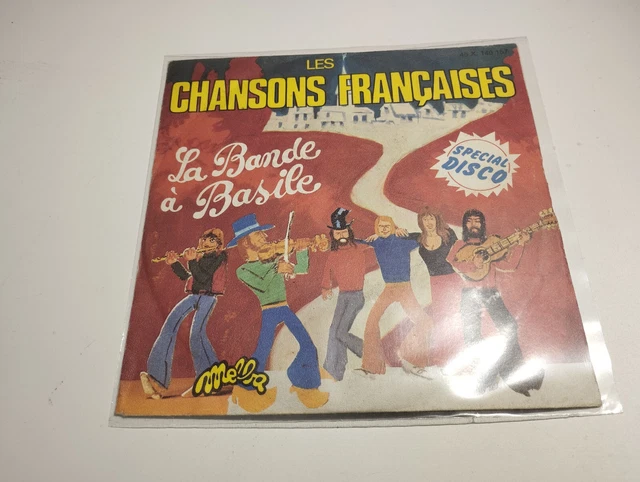 LES
CHANSONS FRANÇAISES
La Bande
à Basile
SPECIAL
DISCO
Melba